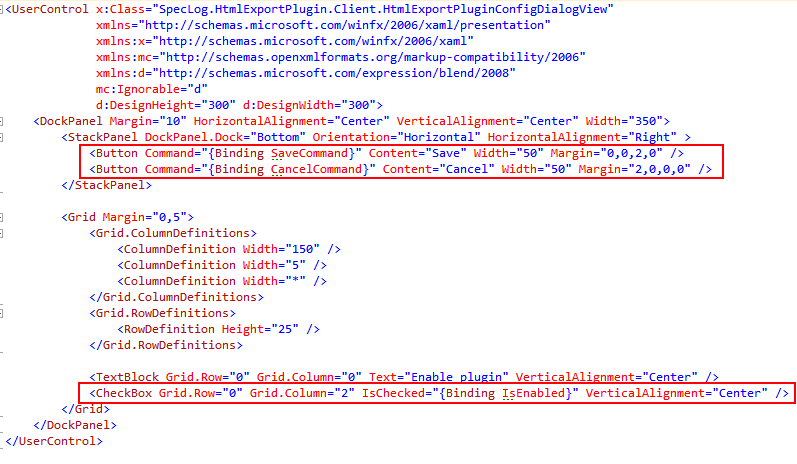 <UserControl x:Class="SpecLog.HtmlExportPlugin.Client.HtmlExportPluginConfigDialogView"
xmlns="http://schemas.microsoft.com/winfx/2006/xaml/presentation"
xmlns:x="http://schemas.microsoft.com/winfx/2006/xaml"
xmlns:mc="http://schemas.openxmlformats.org/markup-compatibility/2006"
xmlns:d="http://schemas.microsoft.com/expression/blend/2008"
mc:Ignorable="d"
d:DesignHeight="300" d:DesignWidth="300">
<DockPanel Margin="10" HorizontalAlignment="Center" VerticalAlignment="Center" Width="350">
<StackPanel DockPanel.Dock="Bottom" Orientation="Horizontal" HorizontalAlignment="Right" >
<Button Command="{Binding SaveCommand}" Content="Save" Width="50" Margin="0,0,2,0" />
<Button Command="{Binding CancelCommand}" Content="Cancel" Width="50" Margin="2,0,0,0" />
</StackPanel>
<Grid Margin="0,5">
<Grid.ColumnDefinitions>
<ColumnDefinition Width="150" />
<ColumnDefinition Width="5" />
<ColumnDefinition Width="*" />
</Grid.ColumnDefinitions>
<Grid.RowDefinitions>
<RowDefinition Height="25" />
</Grid.RowDefinitions>
<TextBlock Grid.Row="0" Grid.Column="0" Text="Enable plugin" VerticalAlignment="Center" />
<CheckBox Grid.Row="0" Grid.Column="2" IsChecked="{Binding IsEnabled}" VerticalAlignment="Center" />
</Grid>
</DockPanel>
</UserControl>